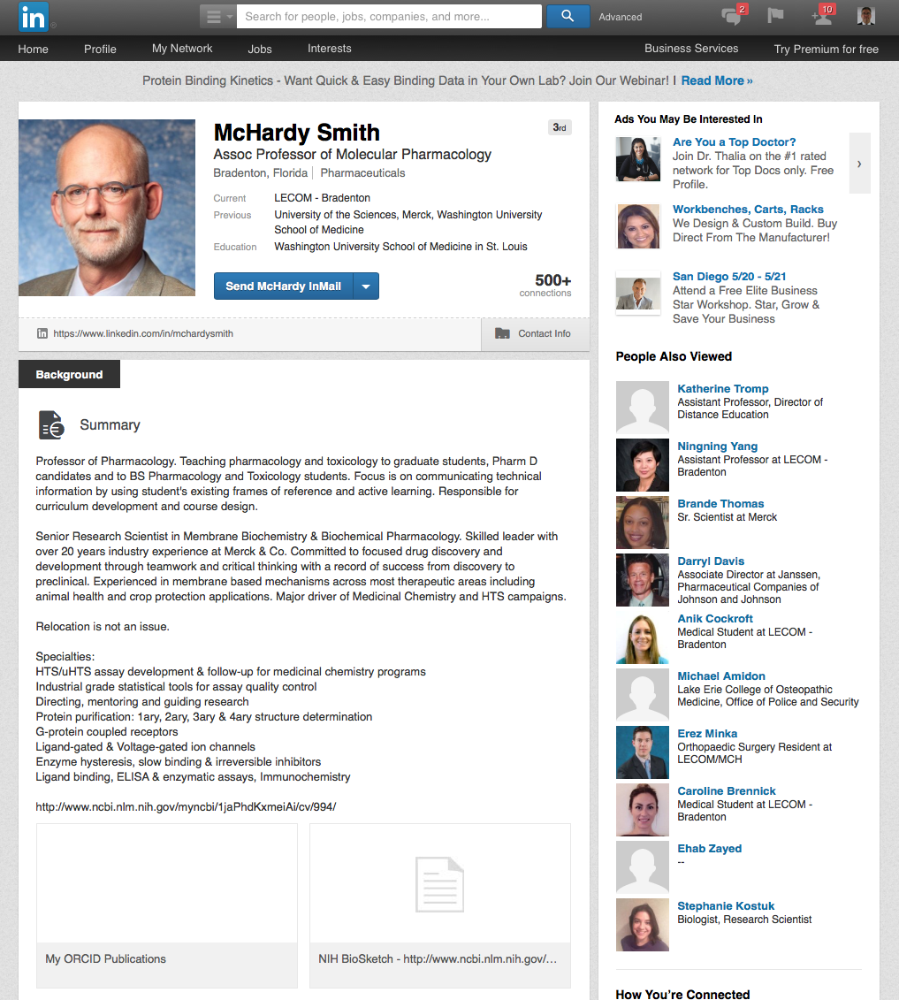 in
Search for people, jobs, companies, and more...
Advanced
2
10
Home
Profile
My Network
Jobs
Interests
Business Services
Try Premium for free
Protein Binding Kinetics - Want Quick & Easy Binding Data in Your Own Lab? Join Our Webinar! I Read More »
McHardy Smith
3rd
Assoc Professor of Molecular Pharmacology
Bradenton, Florida
Pharmaceuticals
Current
LECOM - Bradenton
Previous
University of the Sciences, Merck, Washington University
School of Medicine
Education
Washington University School of Medicine in St. Louis
Send McHardy InMail
500+
connections
https://www.linkedin.com/in/mchardysmith
Contact Info
Background
Summary
Professor of Pharmacology. Teaching pharmacology and toxicology to graduate students, Pharm D
candidates and to BS Pharmacology and Toxicology students. Focus is on communicating technical
information by using student's existing frames of reference and active learning. Responsible for
curriculum development and course design.
Senior Research Scientist in Membrane Biochemistry & Biochemical Pharmacology. Skilled leader with
over 20 years industry experience at Merck & Co. Committed to focused drug discovery and
development through teamwork and critical thinking with a record of success from discovery to
preclinical. Experienced in membrane based mechanisms across most therapeutic areas including
animal health and crop protection applications. Major driver of Medicinal Chemistry and HTS campaigns.
Relocation is not an issue.
Specialties:
HTS/uHTS assay development & follow-up for medicinal chemistry programs
Industrial grade statistical tools for assay quality control
Directing, mentoring and guiding research
Protein purification: 1ary, 2ary, 3ary & 4ary structure determination
G-protein coupled receptors
Ligand-gated & Voltage-gated ion channels
Enzyme hysteresis, slow binding & irreversible inhibitors
Ligand binding, ELISA & enzymatic assays, Immunochemistry
http://www.ncbi.nlm.nih.gov/myncbi/1jaPhdKxmeiAi/cv/994/
My ORCID Publications
NIH BioSketch - http://www.ncbi.nlm.nih.gov/…
Ads You May Be Interested In
Are You a Top Doctor?
Join Dr. Thalia on the #1 rated
network for Top Docs only. Free
Profile.
Workbenches, Carts, Racks
We Design & Custom Build. Buy
Direct From The Manufacturer!
San Diego 5/20 - 5/21
Attend a Free Elite Business
Star Workshop. Star, Grow &
Save Your Business
People Also Viewed
Katherine Tromp
Assistant Professor, Director of
Distance Education
Ningning Yang
Assistant Professor at LECOM -
Bradenton
Brande Thomas
Sr. Scientist at Merck
Darryl Davis
Associate Director at Janssen,
Pharmaceutical Companies of
Johnson and Johnson
Anik Cockroft
Medical Student at LECOM -
Bradenton
Michael Amidon
Lake Erie College of Osteopathic
Medicine, Office of Police and Security
Erez Minka
Orthopaedic Surgery Resident at
LECOM/MCH
Caroline Brennick
Medical Student at LECOM -
Bradenton
Ehab Zayed
--
Stephanie Kostuk
Biologist, Research Scientist
How You're Connected